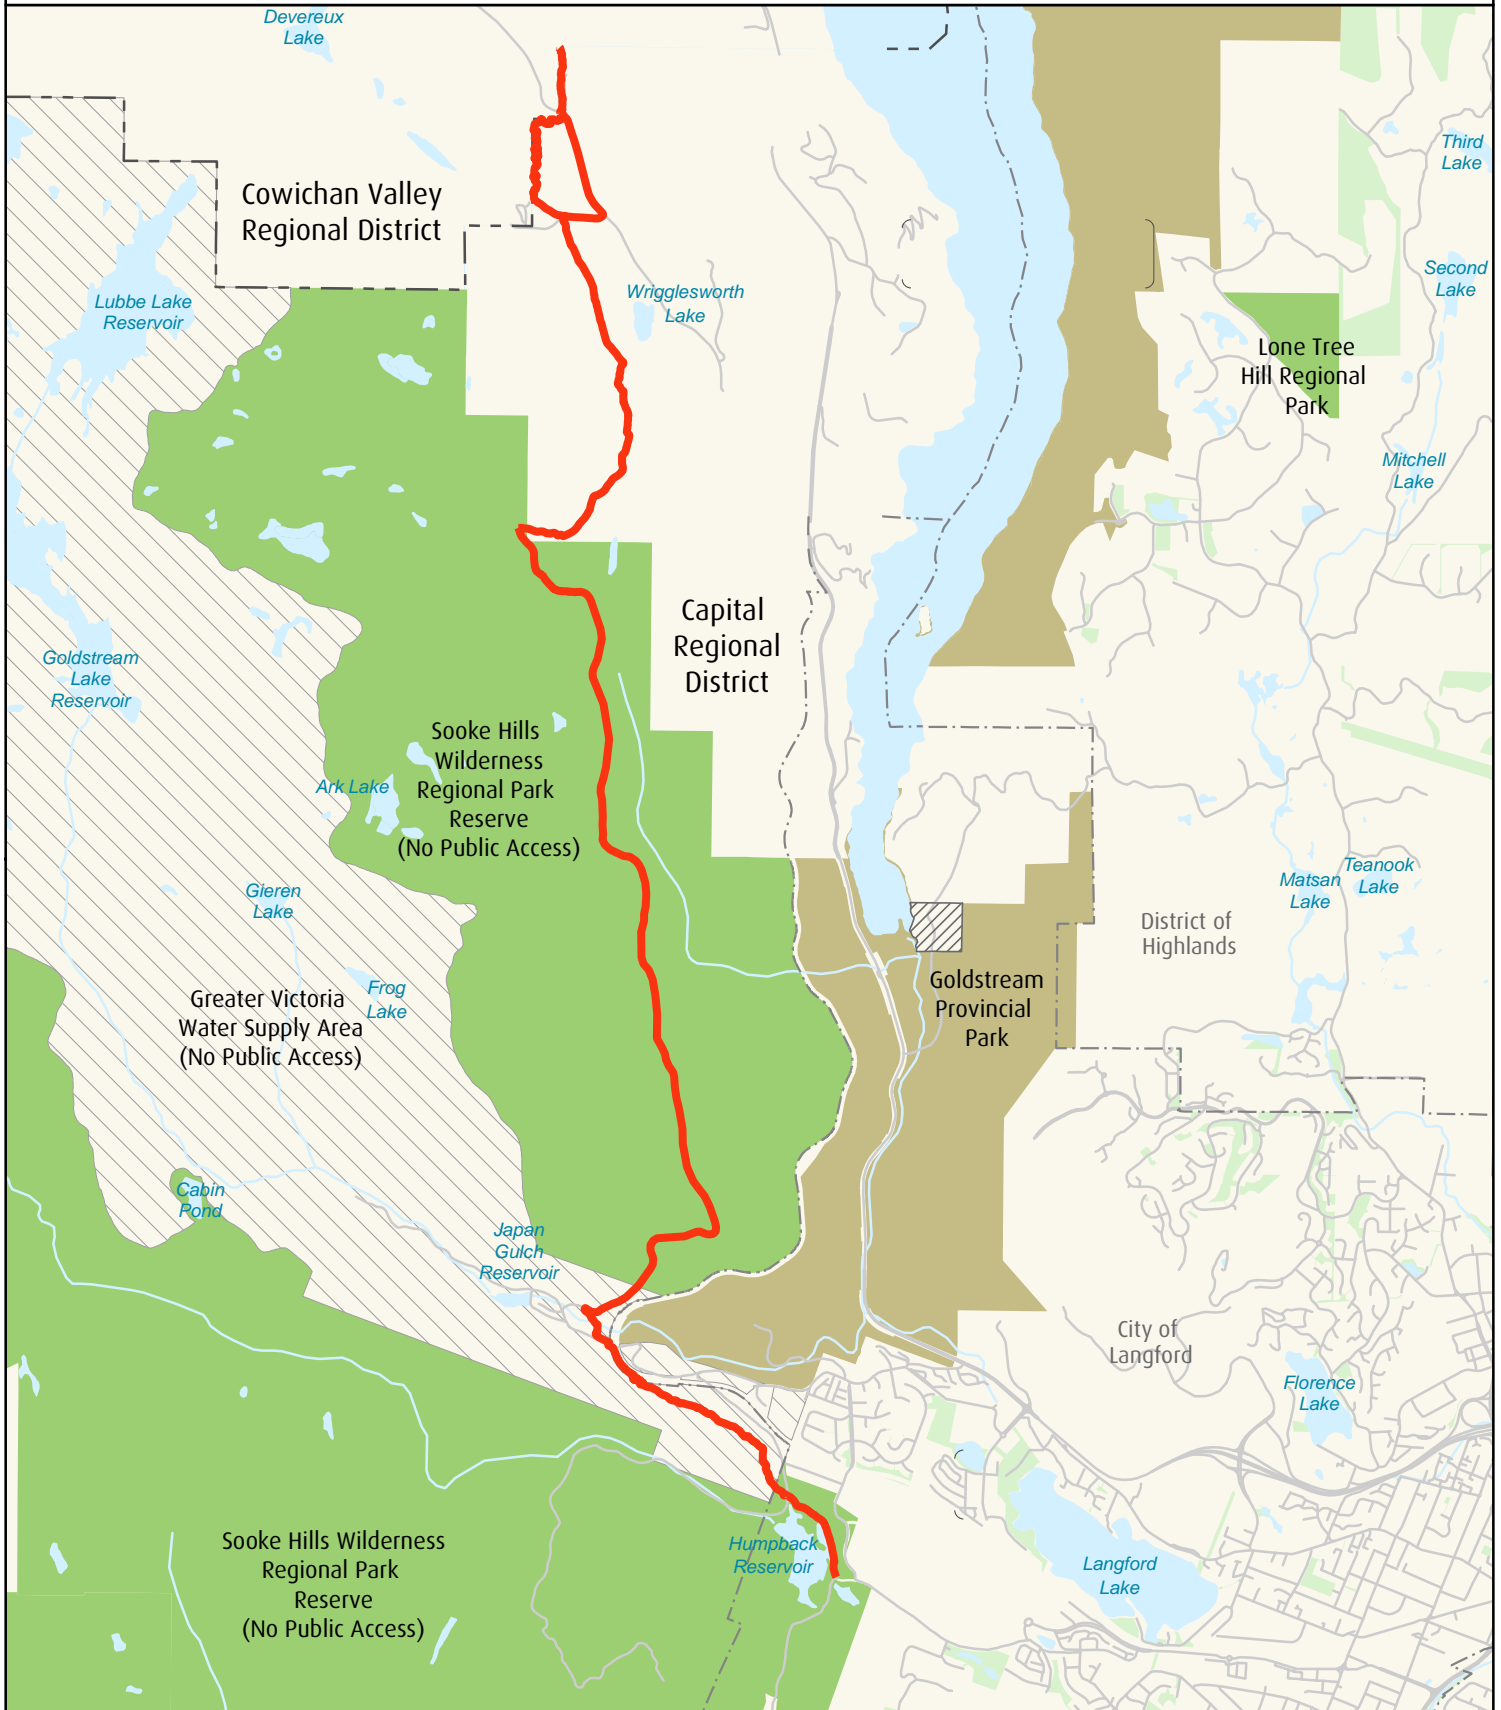 Devereux
Lake
Third
Lake
Cowichan Valley
Regional District
Second
Lake
Wrigglesworth
Lake
Lubbe Lake
Reservoir
Lone Tree
Hill Regional
Park
Mitchell
Lake
Capital
Regional
District
Goldstream
Lake
Reservoir
Sooke Hills
Wilderness
Regional Park
Reserve
(No Public Access)
Ark Lake
Gieren
Lake
Matsan
Lake
Teanook
Lake
District of
Highlands
Goldstream
Provincial
Park
Frog
Lake
Greater Victoria
Water Supply Area
(No Public Access)
Cabin
Pond
Japan
Gulch
Reservoir
City of
Langford
Florence
Lake
Sooke Hills Wilderness
Regional Park
Reserve
(No Public Access)
Humpback
Reservoir
Langford
Lake